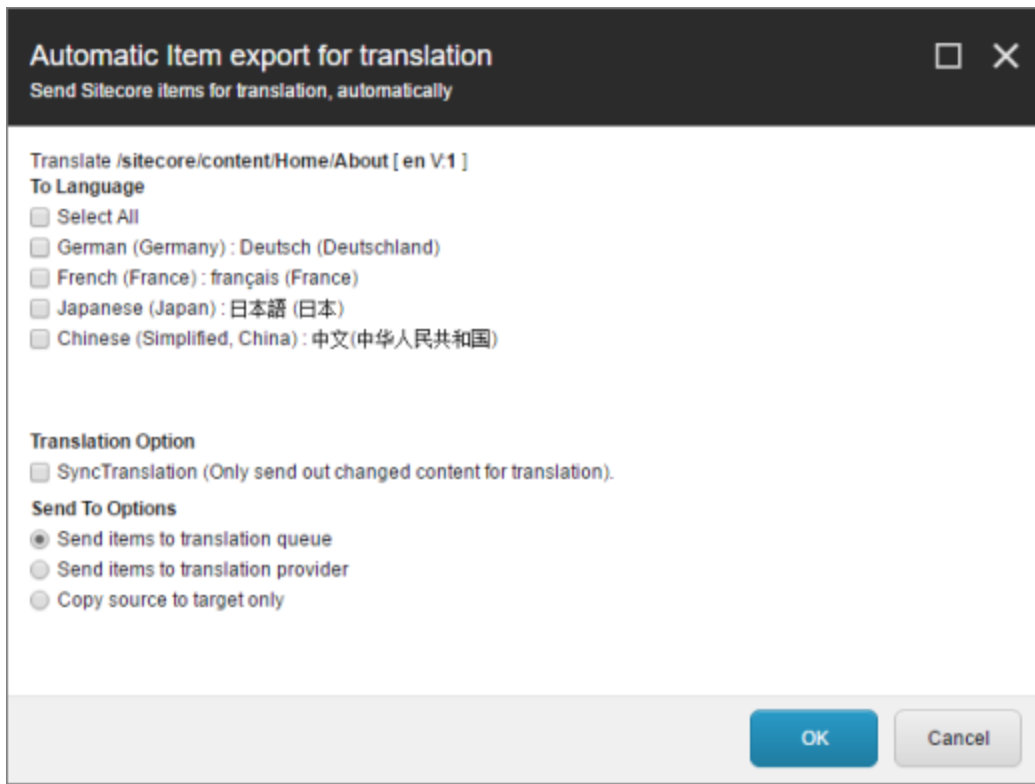 Automatic Item export for translation
Send Sitecore items for translation, automatically
Translate /sitecore/content/Home/About [ en V:1 ]
To Language
Select All
German (Germany) : Deutsch (Deutschland)
French (France) : français (France)
Japanese (Japan) : 日本語 (日本)
Chinese (Simplified, China) : 中文(中华人民共和国)
Translation Option
SyncTranslation (Only send out changed content for translation).
Send To Options
Send items to translation queue
Send items to translation provider
Copy source to target only
OK Cancel